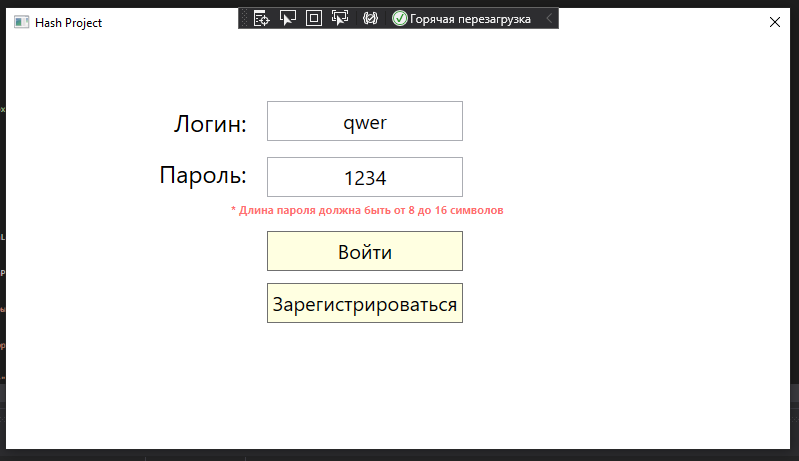 Hash Project
Горячая перезагрузка
Логин:
qwer
Пароль:
1234
* Длина пароля должна быть от 8 до 16 символов
Войти
Зарегистрироваться